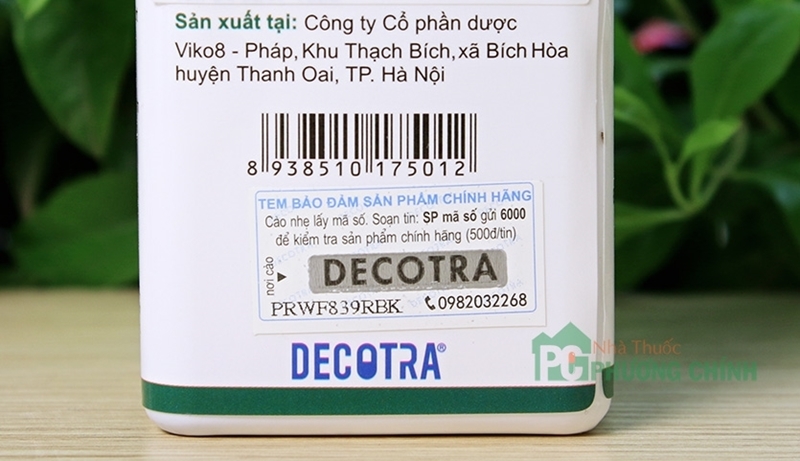 Sản xuất tại: Công ty Cổ phần dược
Viko8 - Pháp, Khu Thạch Bích, xã Bích Hòa
huyện Thanh Oai, TP. Hà Nội
8 938510 175012
TEM BẢO ĐẢM SẢN PHẨM CHÍNH HÃNG
Cào nhẹ lấy mã số. Soạn tin: SP mã số gửi 6000
để kiểm tra sản phẩm chính hãng (500đ/tin)
nơi cào
DECOTRA
PRWF839RBK 0982032268
DECOTRA®
PC Nhà Thuốc
PHƯƠNG CHÍNH